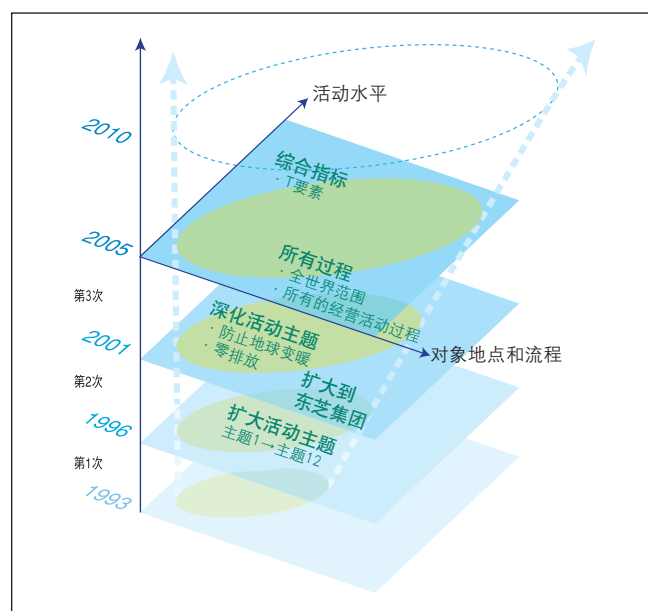 活动水平
2010
综合指标
· T要素
2005
所有过程
· 全世界范围
· 所有的经营活动过程
第3次
深化活动主题
· 防止地球变暖
· 零排放
2001
对象地点和流程
第2次
扩大到
东芝集团
1996
扩大活动主题
主题1→主题12
第1次
1993